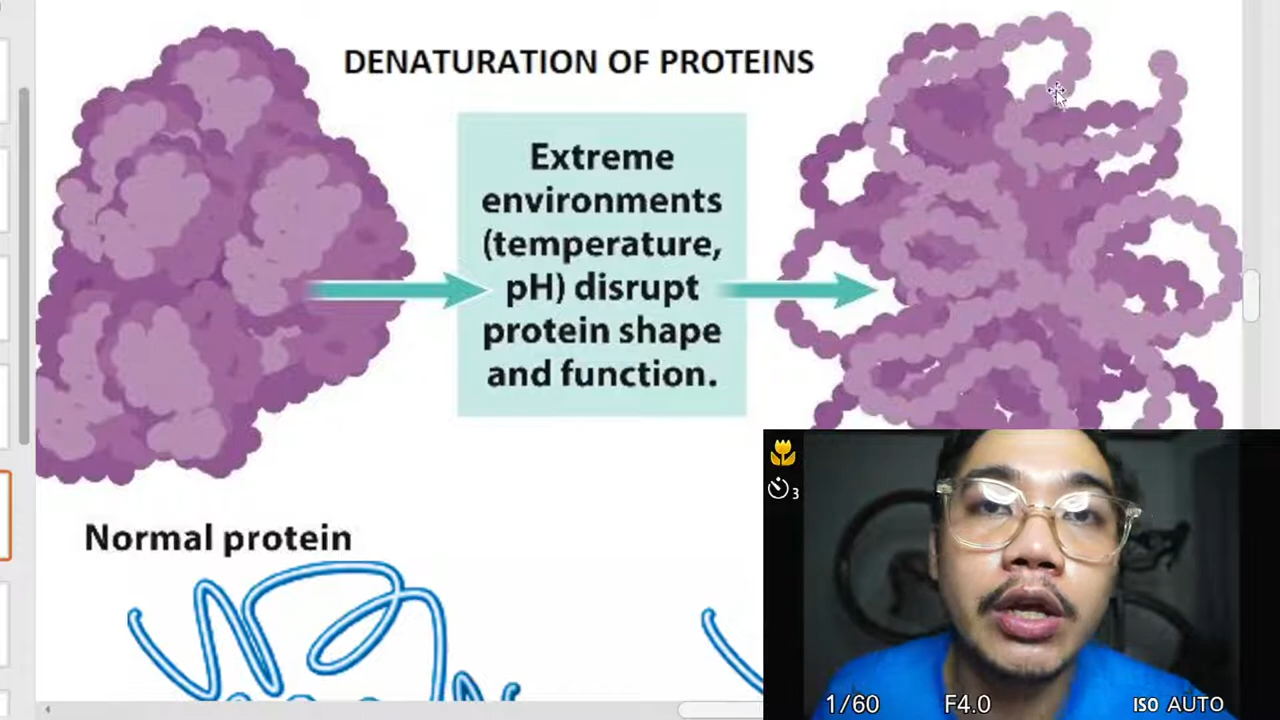 DENATURATION OF PROTEINS
Extreme
environments
(temperature,
pH) disrupt
protein shape
and function.
Normal protein
3
1/60 F4.0 ISO AUTO